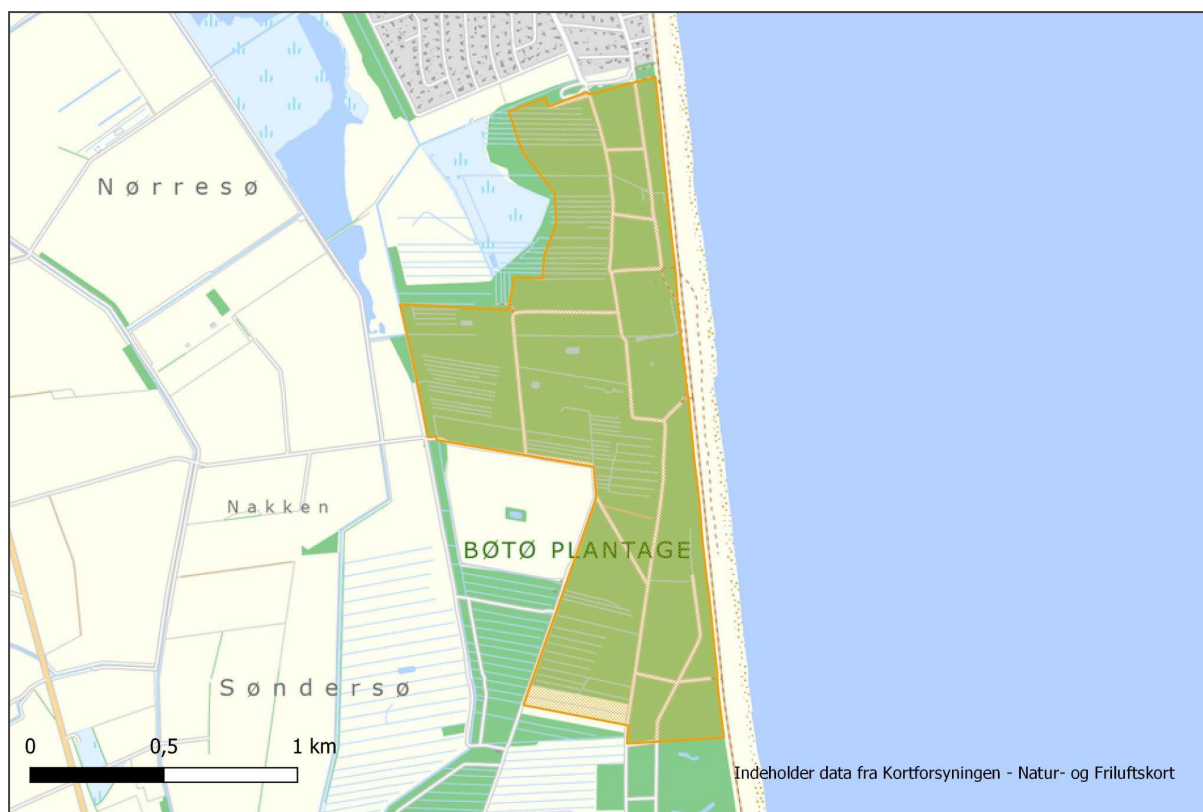 Nørresø
Nakken
BØTØ PLANTAGE
Søndersø
0 0,5 1 km
Indeholder data fra Kortforsyningen - Natur- og Friluftskort